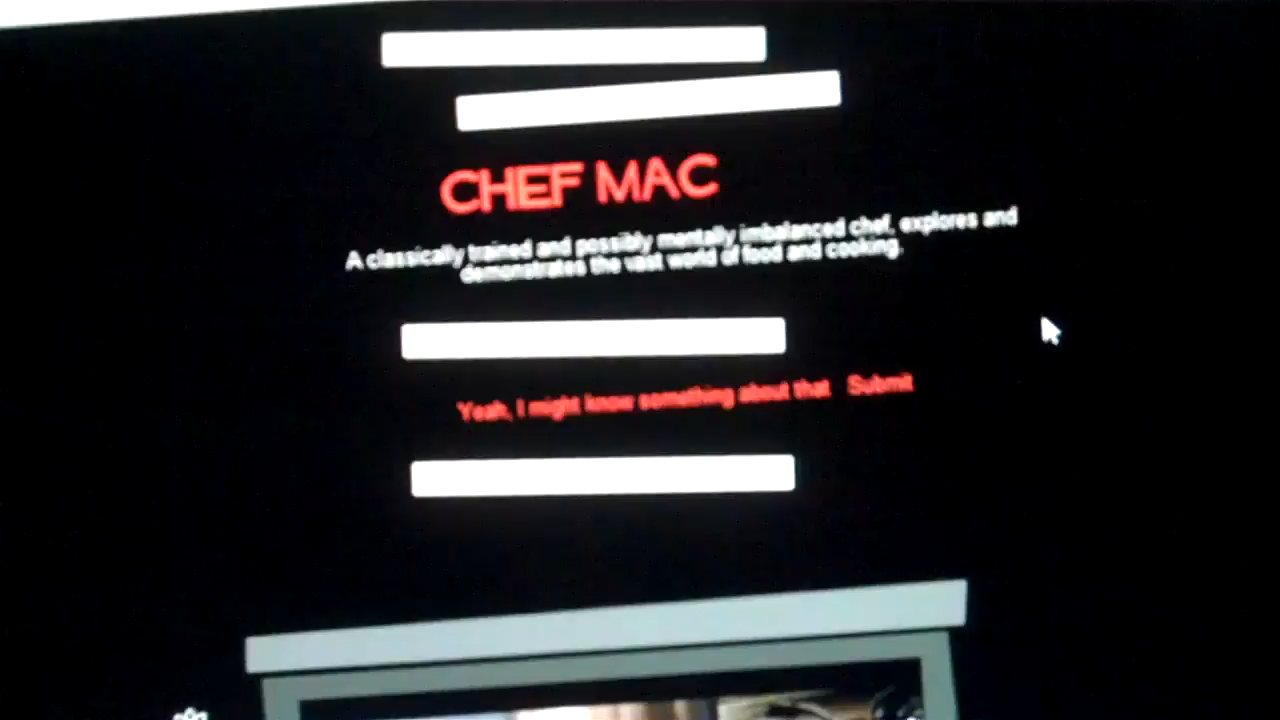 CHEF MAC
A classically trained and possibly mentally imbalanced chef, explores and
demonstrates the vast world of food and cooking.
Yeah, I might know something about that Submit